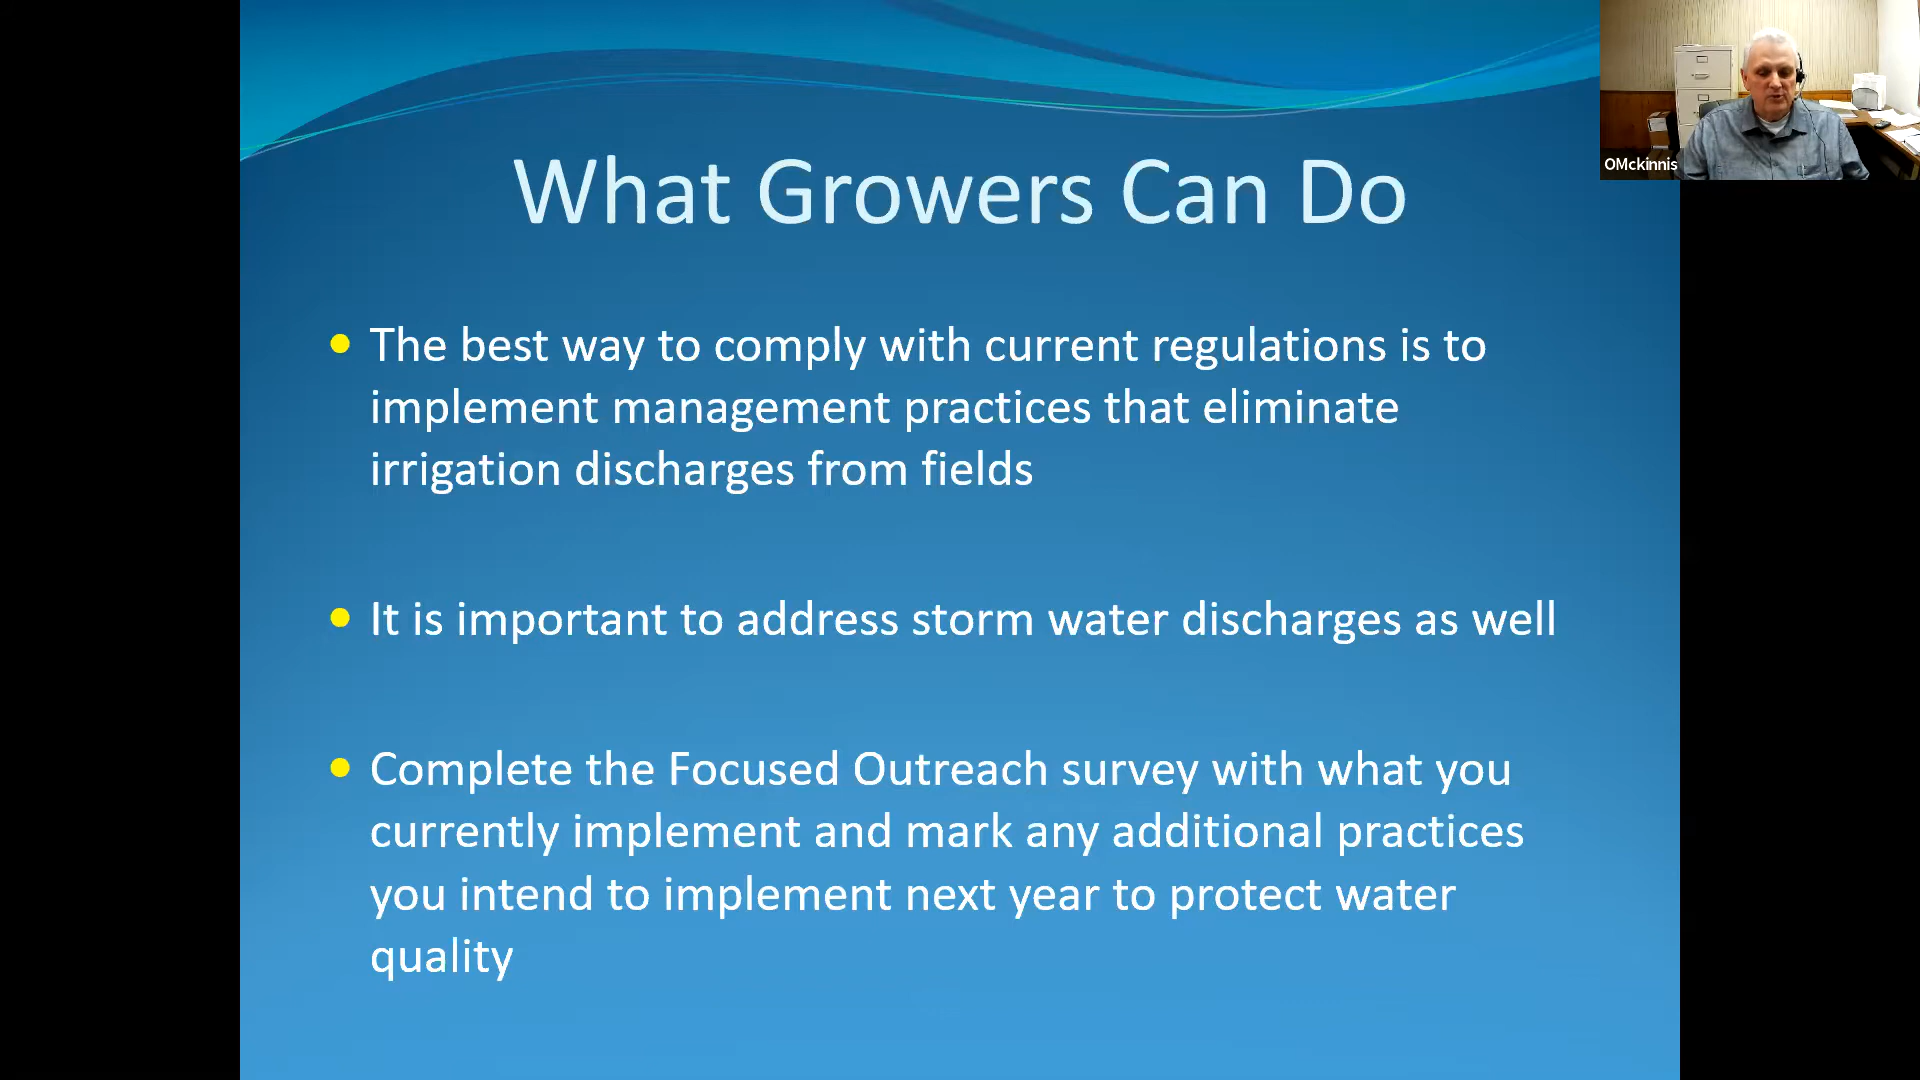 What Growers Can Do
OMckinnis
The best way to comply with current regulations is to
implement management practices that eliminate
irrigation discharges from fields
It is important to address storm water discharges as well
Complete the Focused Outreach survey with what you
currently implement and mark any additional practices
you intend to implement next year to protect water
quality